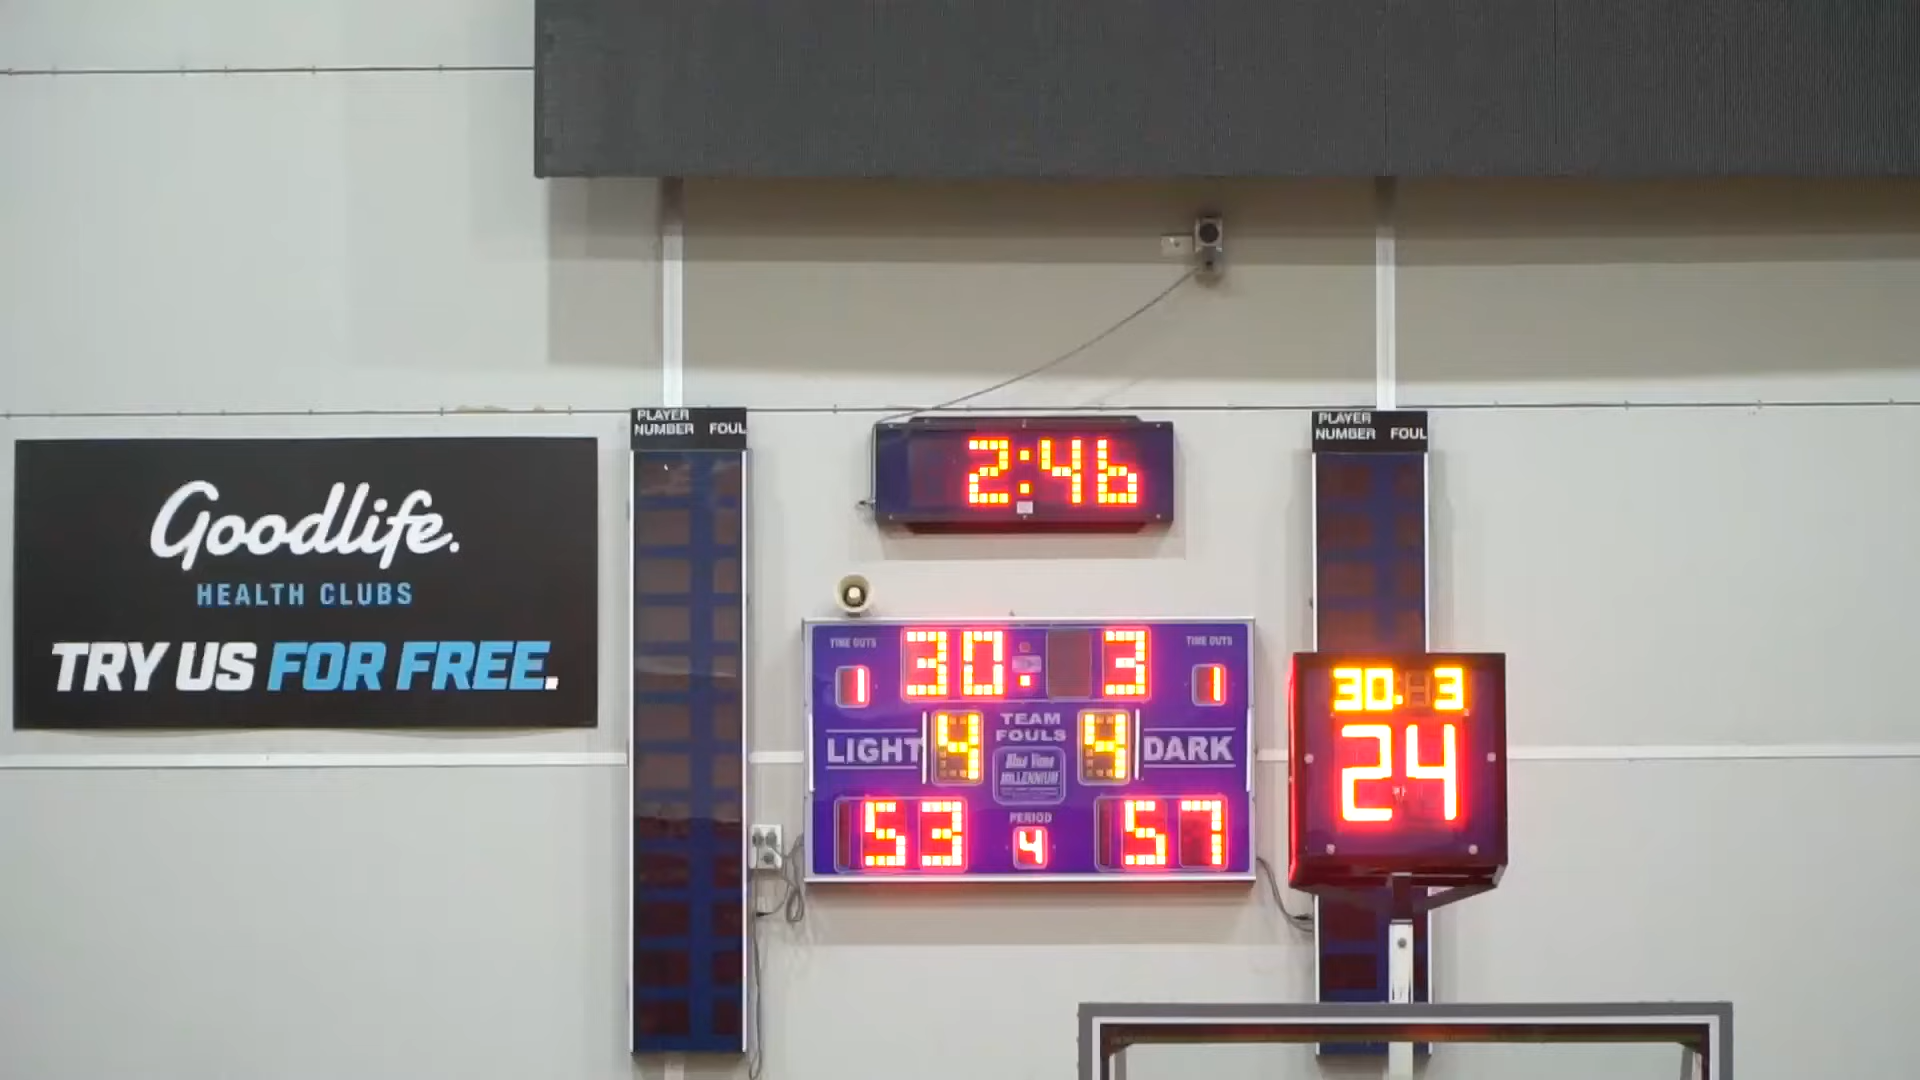 PLAYER
NUMBER FOUL
PLAYER
NUMBER FOUL
2:46
Goodlife.
HEALTH CLUBS
TRY US FOR FREE.
TIME OUTS
30. 3
TIME OUTS
1
1
30. 3
24
TEAM
FOULS
LIGHT
4
4
DARK
MILLENNIUM
53
PERIOD
4
57